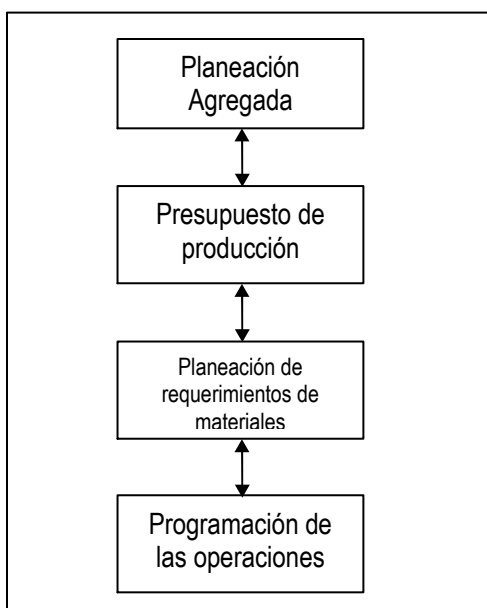 Planeación
Agregada
Presupuesto de
producción
Planeación de
requerimientos de
materiales
Programación de
las operaciones